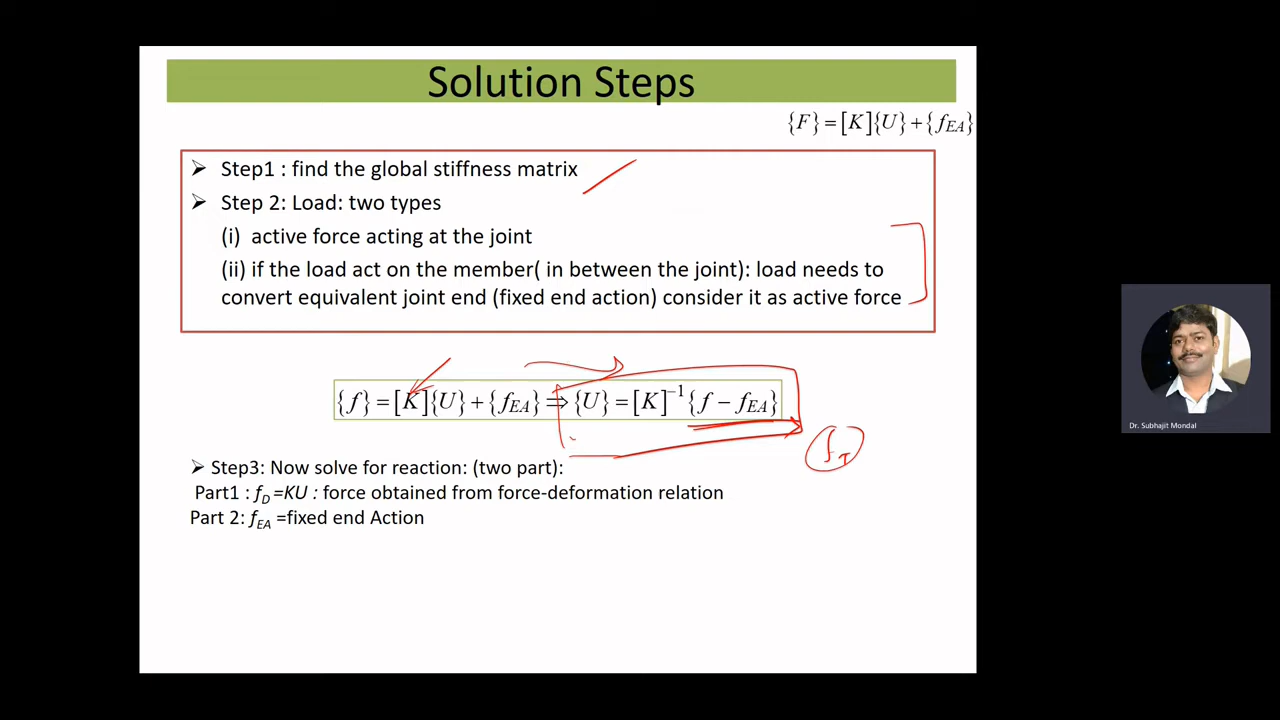 Solution Steps
{F} = [K]{U} + {f_EA}
➢ Step1 : find the global stiffness matrix
➢ Step 2: Load: two types
(i) active force acting at the joint
(ii) if the load act on the member( in between the joint): load needs to
convert equivalent joint end (fixed end action) consider it as active force
{f} = [K]{U} + {f_EA} ⇒ {U} = [K]⁻¹{f − f_EA}
f_T
➢ Step3: Now solve for reaction: (two part):
Part1 : f_D =KU : force obtained from force-deformation relation
Part 2: f_EA =fixed end Action
Dr. Subhajit Mondal